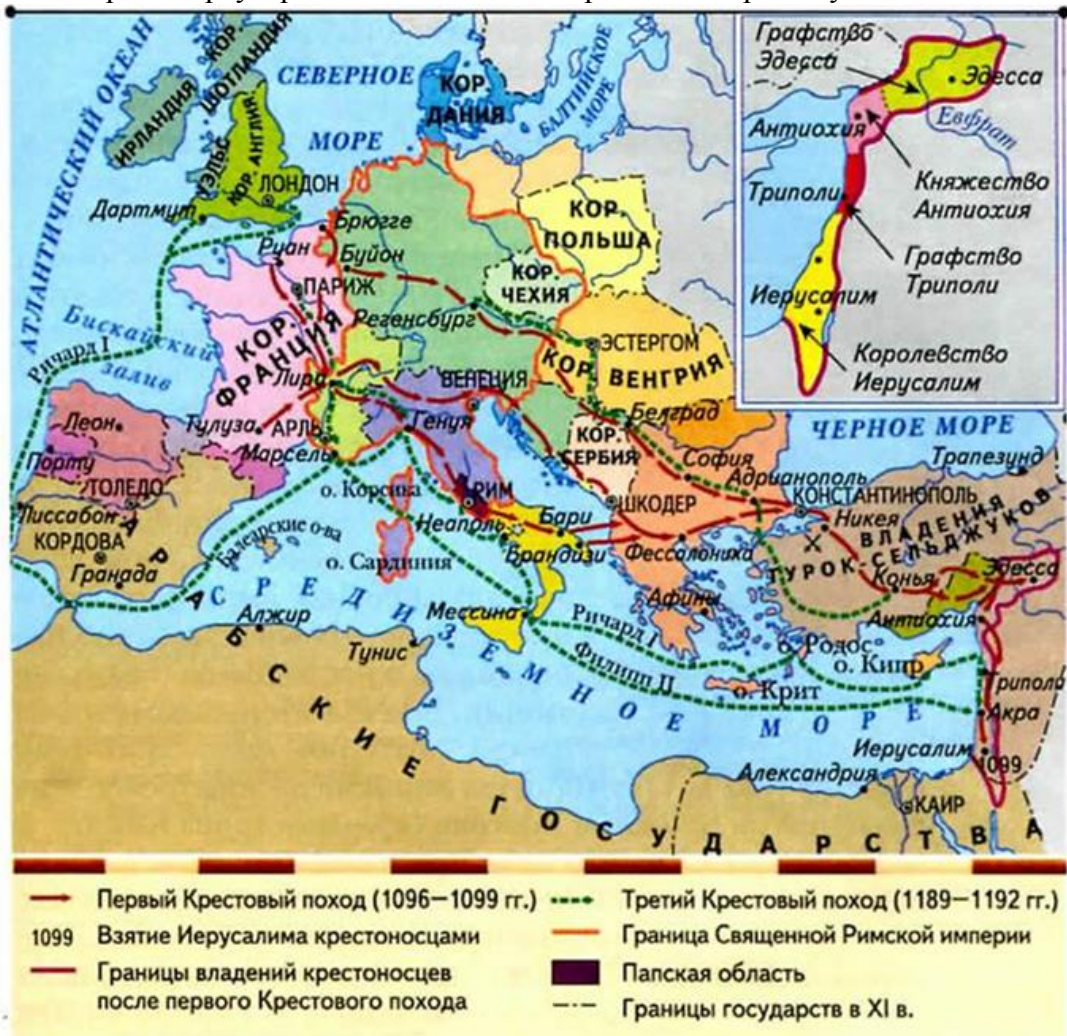 АТЛАНТИЧЕСКИЙ ОКЕАН
ИРЛАНДИЯ
КОР.
ШОТЛАНДИЯ
СЕВЕРНОЕ
МОРЕ
КОР.
ДАНИЯ
БАЛТИЙСКОЕ
МОРЕ
УЭЛЬС
КОР. АНГЛИЯ
ЛОНДОН
Дартмут
Брюгге
Руан
Буйон
ПАРИЖ
КОР.
ПОЛЬША
КОР.
ЧЕХИЯ
Регенсбург
Бискайский
залив
Ричард I
КОР.
ФРАНЦИЯ
ЭСТЕРГОМ
КОР. ВЕНГРИЯ
Лира
ВЕНЕЦИЯ
Леон
Тулуза
АРЛЬ
Генуя
Белград
Марсель
КОР.
СЕРБИЯ
София
ЧЕРНОЕ МОРЕ
Трапезунд
Порту
ТОЛЕДО
о. Корсика
РИМ
ШКОДЕР
Адрианополь
КОНСТАНТИНОПОЛЬ
Никея
ВЛАДЕНИЯ
ТУРОК-СЕЛЬДЖУКОВ
Лиссабон
КОРДОВА
Гранада
Балеарские о-ва
о. Сардиния
Неаполь
Бари
Брандизи
Фессалоника
Конья
Эдесса
Афины
Антиохия
СРЕДИЗЕМНОЕ МОРЕ
Алжир
Мессина
Тунис
Ричард I
Филипп II
о. Родос
о. Кипр
о. Крит
Триполи
Акра
Иерусалим
1099
Александрия
КАИР
АРАБСКИЕ ГОСУДАРСТВА
Графство
Эдесса
Эдесса
Антиохия
Евфрат
Княжество
Антиохия
Триполи
Графство
Триполи
Иерусалим
Королевство
Иерусалим
Первый Крестовый поход (1096—1099 гг.)
1099 Взятие Иерусалима крестоносцами
Границы владений крестоносцев
после первого Крестового похода
Третий Крестовый поход (1189—1192 гг.)
Граница Священной Римской империи
Папская область
Границы государств в XI в.